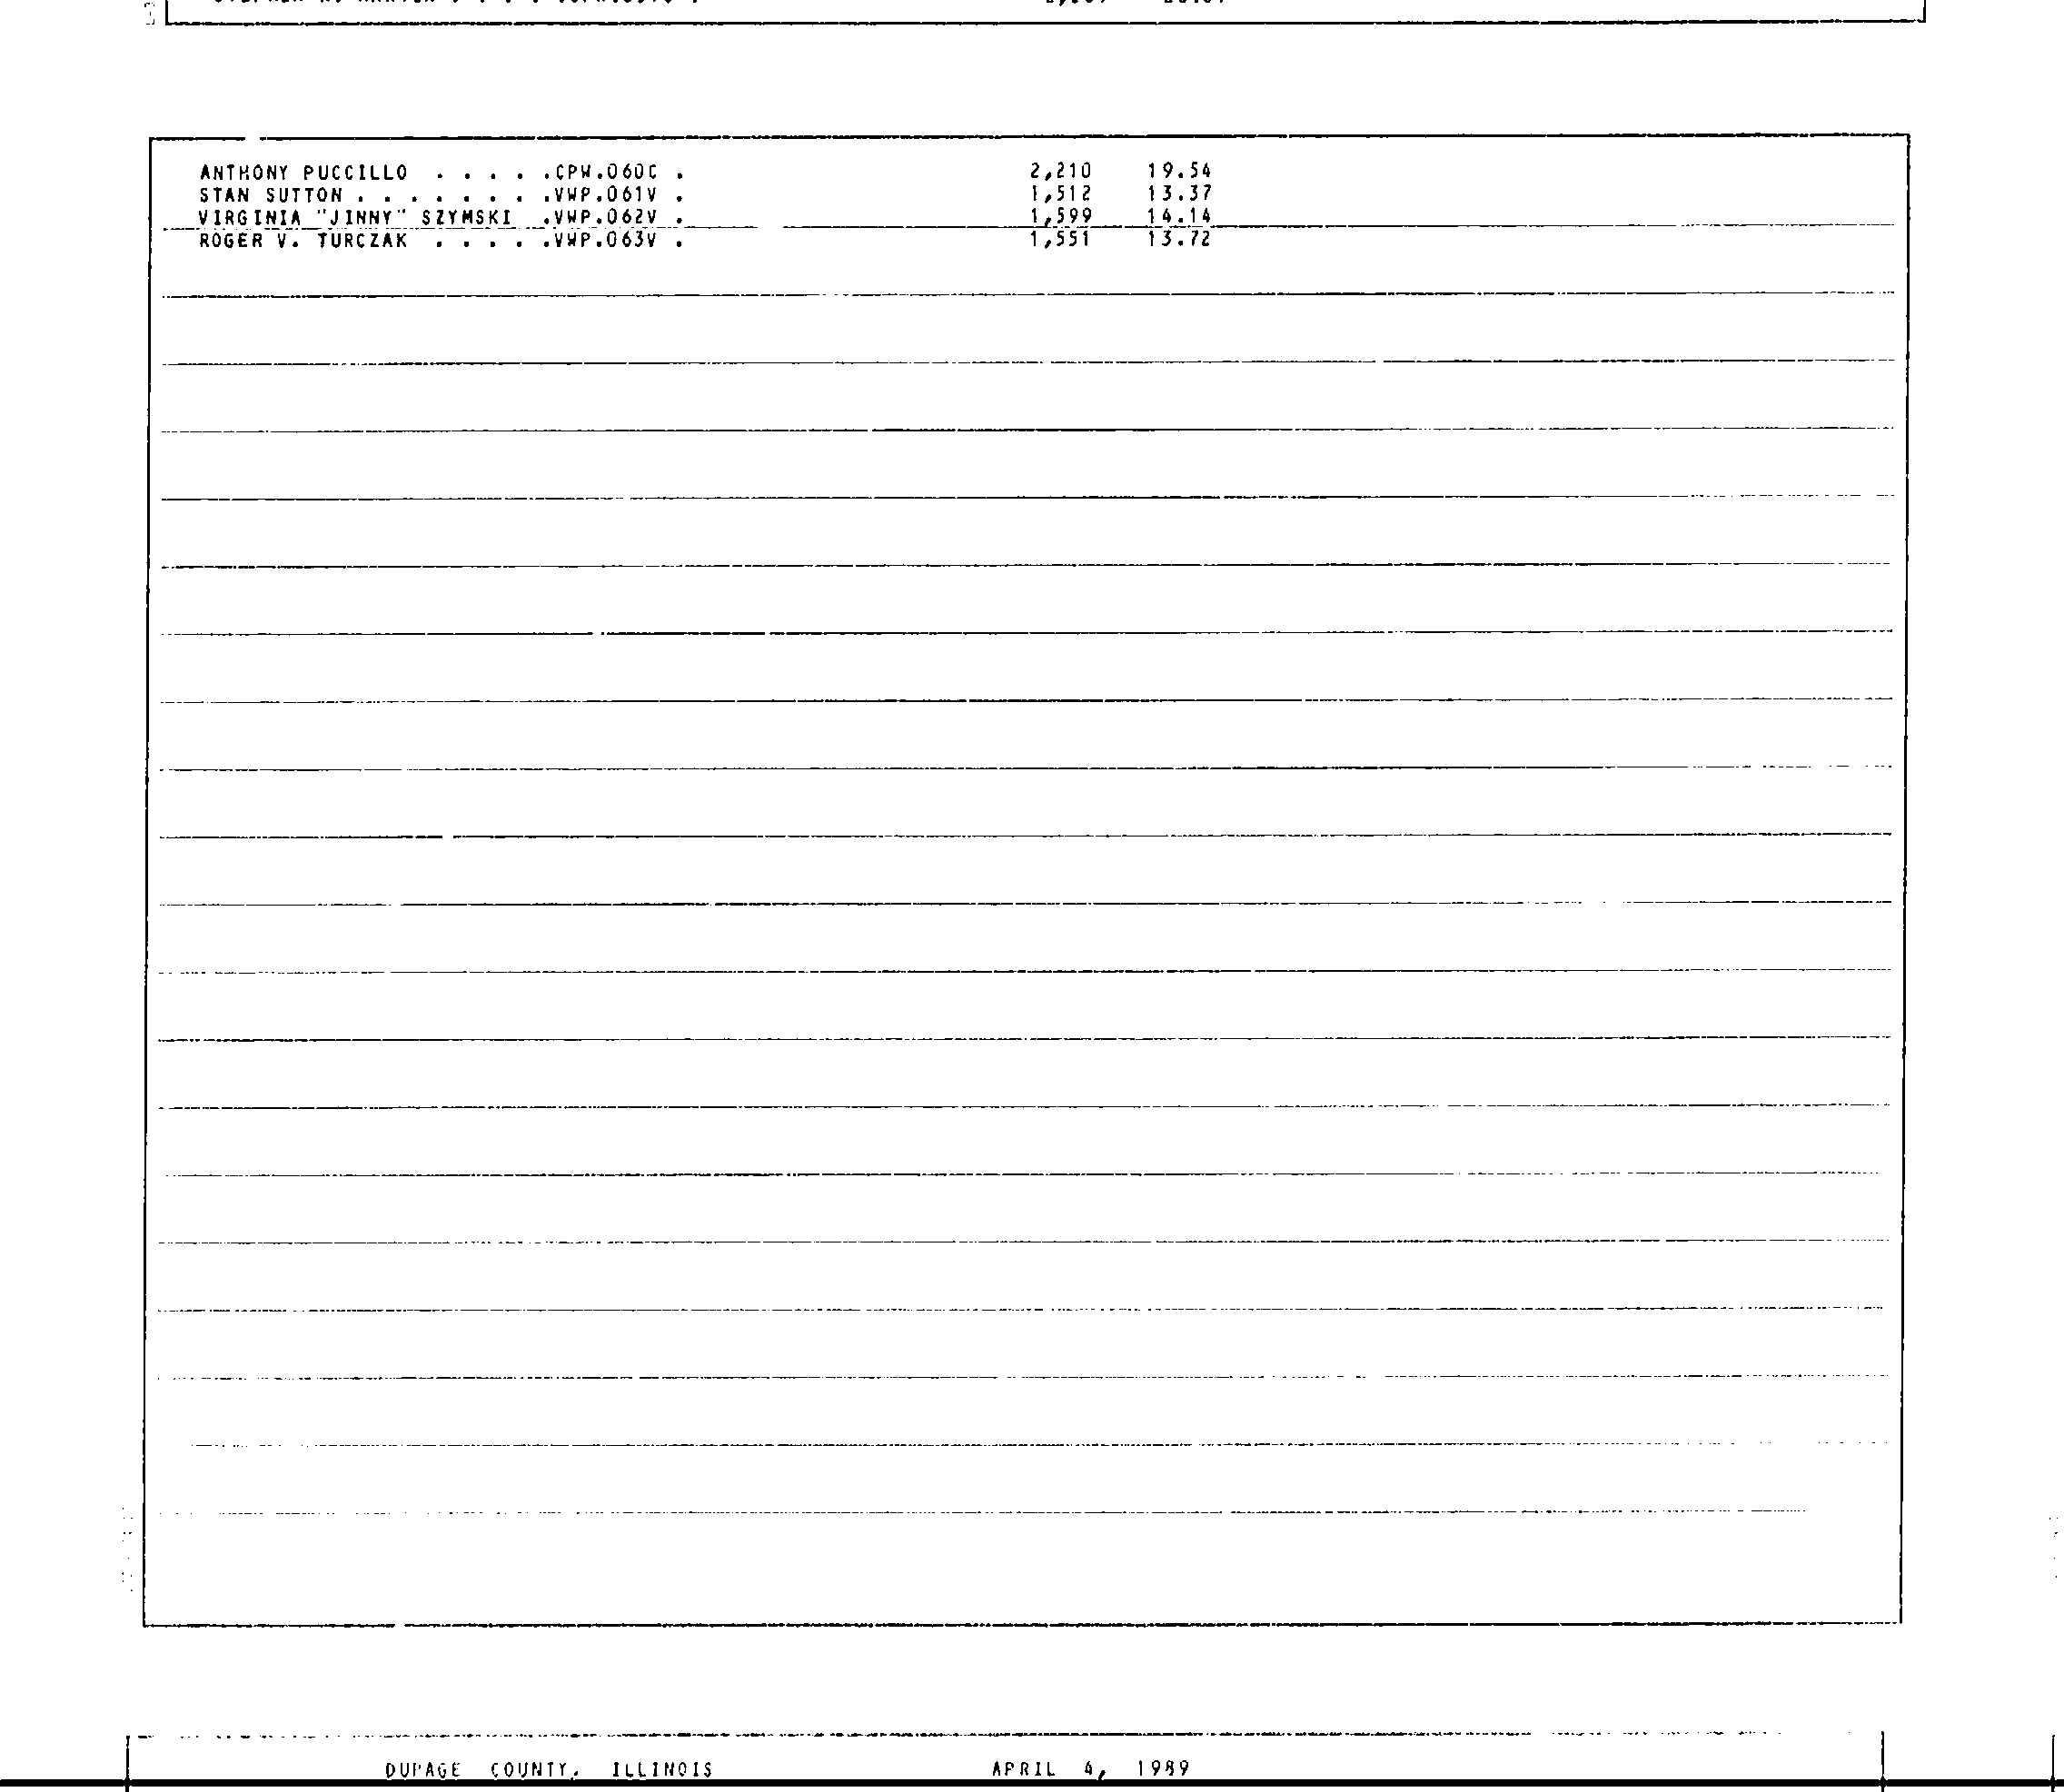 ANTHONY PUCCILLO . . . . .CPW.060C . 2,210 19.54
STAN SUTTON . . . . . . . .VWP.061V . 1,512 13.37
VIRGINIA "JINNY" SZYMSKI .VWP.062V . 1,599 14.14
ROGER V. TURCZAK . . . . .VWP.063V . 1,551 13.72
DUPAGE COUNTY, ILLINOIS APRIL 4, 1989